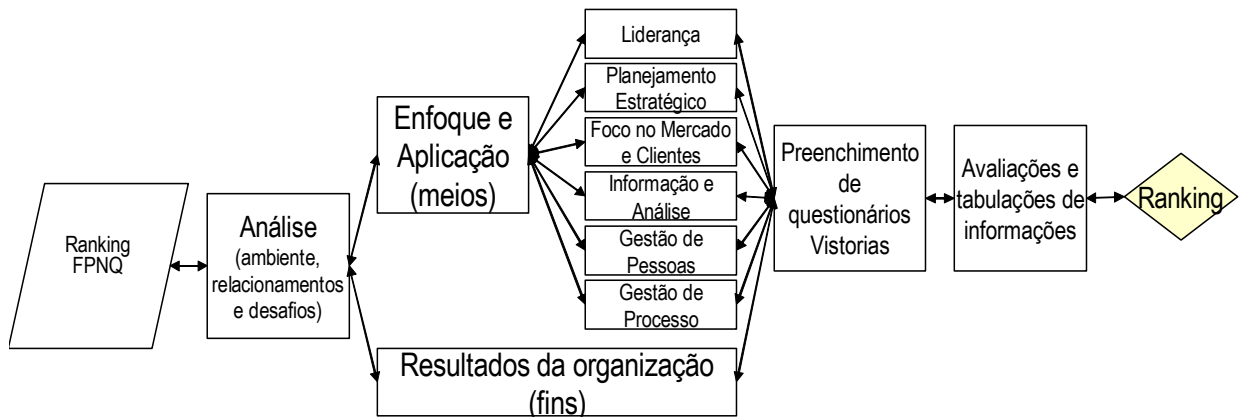 Ranking
FPNQ
Análise
(ambiente,
relacionamentos
e desafios)
Enfoque e
Aplicação
(meios)
Resultados da organização
(fins)
Liderança
Planejamento
Estratégico
Foco no Mercado
e Clientes
Informação e
Análise
Gestão de
Pessoas
Gestão de
Processo
Preenchimento
de
questionários
Vistorias
Avaliações e
tabulações de
informações
Ranking